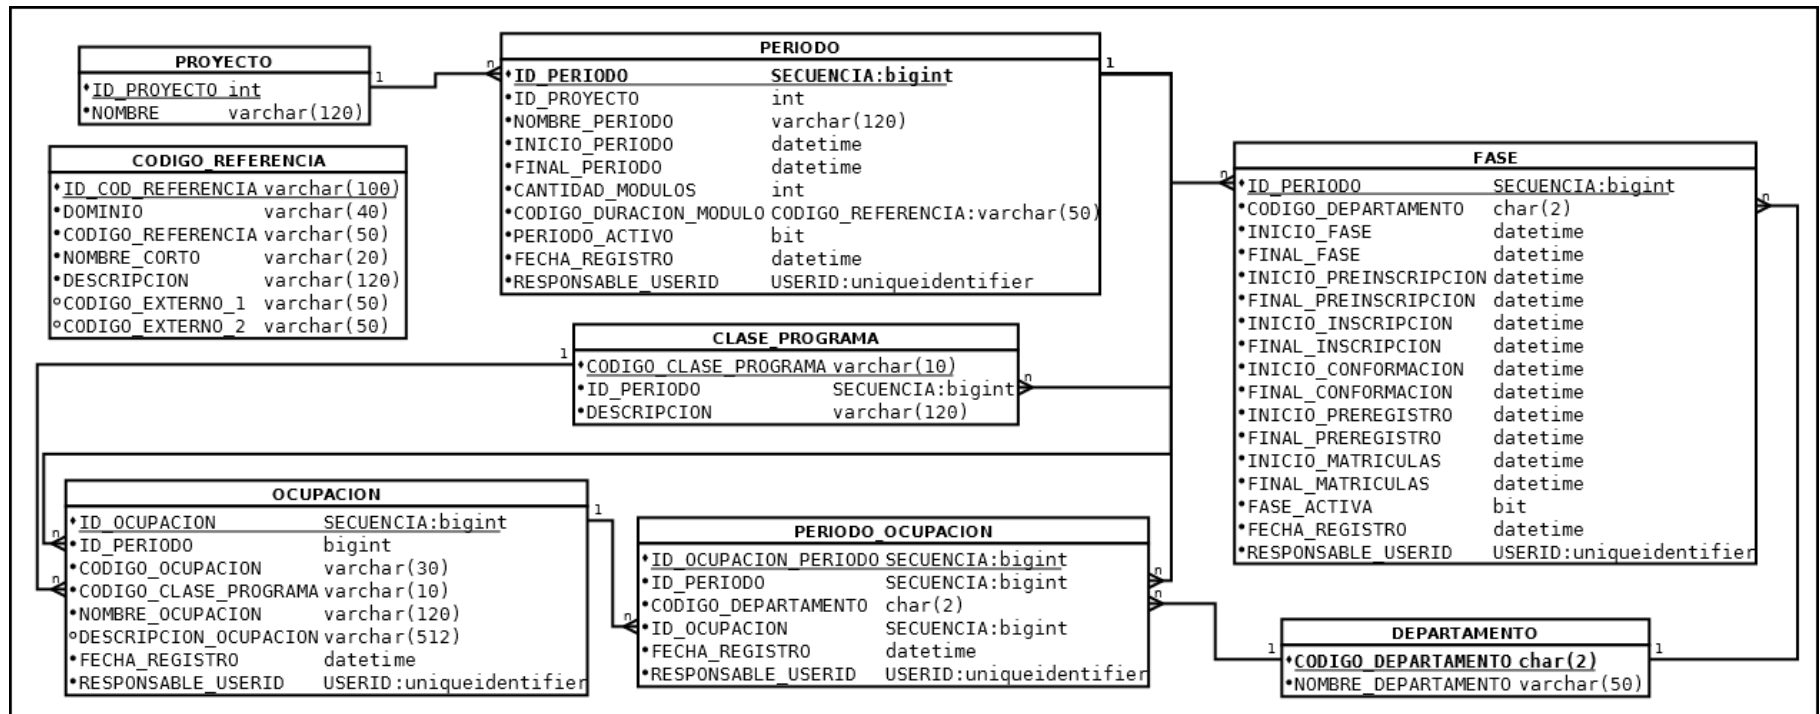 PROYECTO
ID_PROYECTO int
NOMBRE varchar(120)
1
n
PERIODO
ID_PERIODO SECUENCIA:bigint
ID_PROYECTO int
NOMBRE_PERIODO varchar(120)
INICIO_PERIODO datetime
FINAL_PERIODO datetime
CANTIDAD_MODULOS int
CODIGO_DURACION_MODULO CODIGO_REFERENCIA:varchar(50)
PERIODO_ACTIVO bit
FECHA_REGISTRO datetime
RESPONSABLE_USERID USERID:uniqueidentifier
1
CODIGO_REFERENCIA
ID_COD_REFERENCIA varchar(100)
DOMINIO varchar(40)
CODIGO_REFERENCIA varchar(50)
NOMBRE_CORTO varchar(20)
DESCRIPCION varchar(120)
CODIGO_EXTERNO_1 varchar(50)
CODIGO_EXTERNO_2 varchar(50)
n
FASE
ID_PERIODO SECUENCIA:bigint
CODIGO_DEPARTAMENTO char(2)
INICIO_FASE datetime
FINAL_FASE datetime
INICIO_PREINSCRIPCION datetime
FINAL_PREINSCRIPCION datetime
INICIO_INSCRIPCION datetime
FINAL_INSCRIPCION datetime
INICIO_CONFORMACION datetime
FINAL_CONFORMACION datetime
INICIO_PREREGISTRO datetime
FINAL_PREREGISTRO datetime
INICIO_MATRICULAS datetime
FINAL_MATRICULAS datetime
FASE_ACTIVA bit
FECHA_REGISTRO datetime
RESPONSABLE_USERID USERID:uniqueidentifier
n
1
CLASE_PROGRAMA
CODIGO_CLASE_PROGRAMA varchar(10)
ID_PERIODO SECUENCIA:bigint
DESCRIPCION varchar(120)
n
OCUPACION
ID_OCUPACION SECUENCIA:bigint
ID_PERIODO bigint
CODIGO_OCUPACION varchar(30)
CODIGO_CLASE_PROGRAMA varchar(10)
NOMBRE_OCUPACION varchar(120)
DESCRIPCION_OCUPACION varchar(512)
FECHA_REGISTRO datetime
RESPONSABLE_USERID USERID:uniqueidentifier
n
n
1
n
PERIODO_OCUPACION
ID_OCUPACION_PERIODO SECUENCIA:bigint
ID_PERIODO SECUENCIA:bigint
CODIGO_DEPARTAMENTO char(2)
ID_OCUPACION SECUENCIA:bigint
FECHA_REGISTRO datetime
RESPONSABLE_USERID USERID:uniqueidentifier
n
n
1
DEPARTAMENTO
CODIGO_DEPARTAMENTO char(2)
NOMBRE_DEPARTAMENTO varchar(50)
1